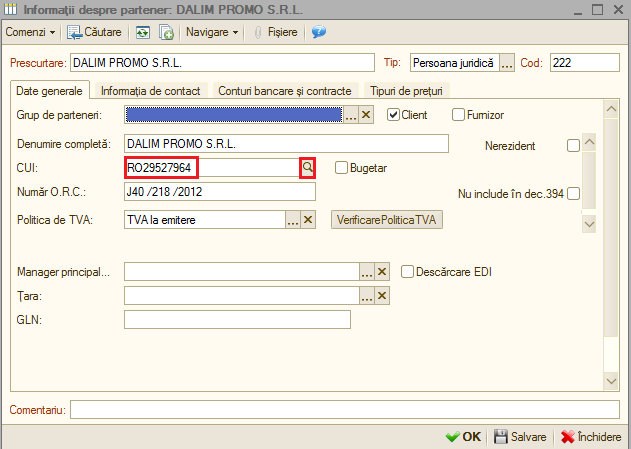 Informații despre partener: DALIM PROMO S.R.L.
Comenzi Căutare Navigare Fișiere
Prescurtare: DALIM PROMO S.R.L. Tip: Persoana juridică ... Cod: 222
Date generale Informația de contact Conturi bancare și contracte Tipuri de prețuri
Grup de parteneri: ... Client Furnizor
Denumire completă: DALIM PROMO S.R.L. Nerezident
CUI: RO29527964 Bugetar
Număr O.R.C.: J40 /218 /2012 Nu include în dec.394
Politica de TVA: TVA la emitere ... VerificarePoliticaTVA
Manager principal... ... Descărcare EDI
Țara: ...
GLN:
Comentariu:
OK Salvare Închidere